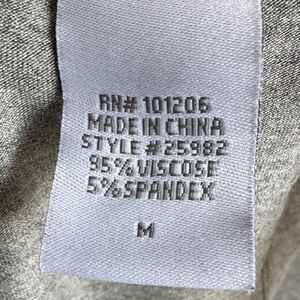 RN# 101206
MADE IN CHINA
STYLE #25982
95% VISCOSE
5% SPANDEX
M